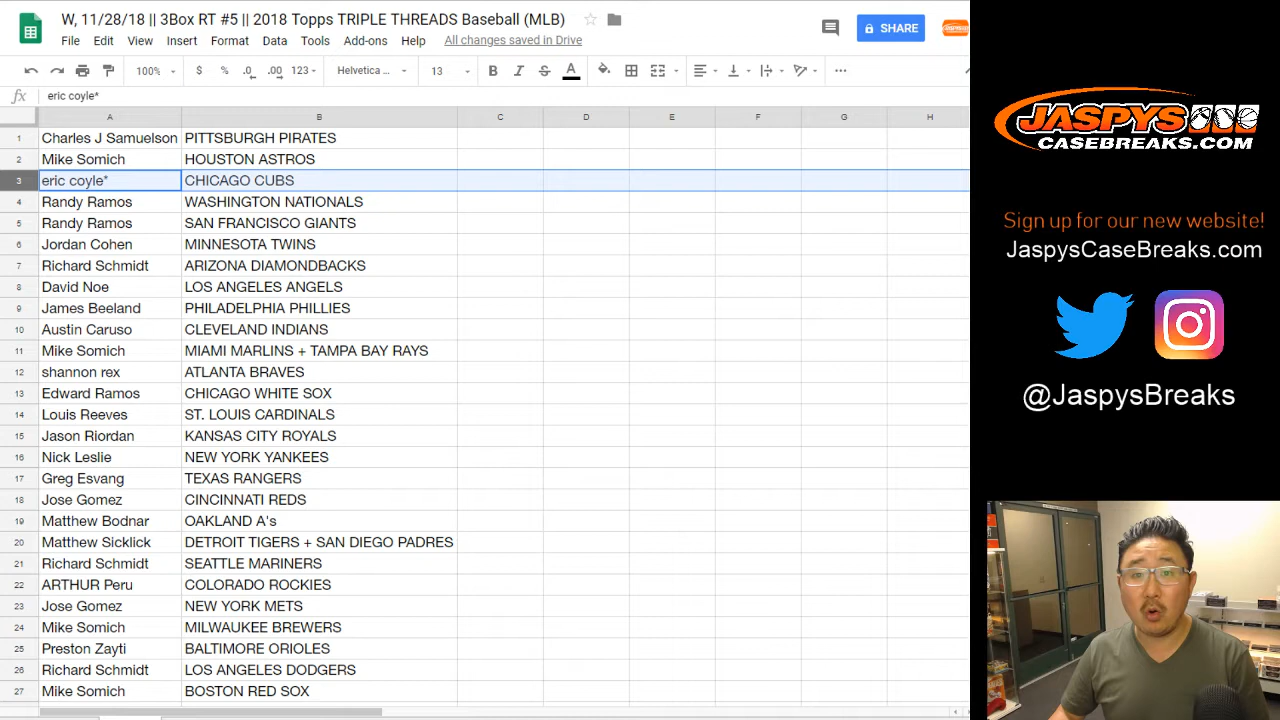 W, 11/28/18 || 3Box RT #5 || 2018 Topps TRIPLE THREADS Baseball (MLB)
File Edit View Insert Format Data Tools Add-ons Help All changes saved in Drive
SHARE
100% $ % .0 .00 123 Helvetica ... 13 B I S A
fx eric coyle*
A B C D E F G H
1 Charles J Samuelson PITTSBURGH PIRATES
2 Mike Somich HOUSTON ASTROS
3 eric coyle* CHICAGO CUBS
4 Randy Ramos WASHINGTON NATIONALS
5 Randy Ramos SAN FRANCISCO GIANTS
6 Jordan Cohen MINNESOTA TWINS
7 Richard Schmidt ARIZONA DIAMONDBACKS
8 David Noe LOS ANGELES ANGELS
9 James Beeland PHILADELPHIA PHILLIES
10 Austin Caruso CLEVELAND INDIANS
11 Mike Somich MIAMI MARLINS + TAMPA BAY RAYS
12 shannon rex ATLANTA BRAVES
13 Edward Ramos CHICAGO WHITE SOX
14 Louis Reeves ST. LOUIS CARDINALS
15 Jason Riordan KANSAS CITY ROYALS
16 Nick Leslie NEW YORK YANKEES
17 Greg Esvang TEXAS RANGERS
18 Jose Gomez CINCINNATI REDS
19 Matthew Bodnar OAKLAND A's
20 Matthew Sicklick DETROIT TIGERS + SAN DIEGO PADRES
21 Richard Schmidt SEATTLE MARINERS
22 ARTHUR Peru COLORADO ROCKIES
23 Jose Gomez NEW YORK METS
24 Mike Somich MILWAUKEE BREWERS
25 Preston Zayti BALTIMORE ORIOLES
26 Richard Schmidt LOS ANGELES DODGERS
27 Mike Somich BOSTON RED SOX
JASPYS
CASEBREAKS.COM
Sign up for our new website!
JaspysCaseBreaks.com
@JaspysBreaks